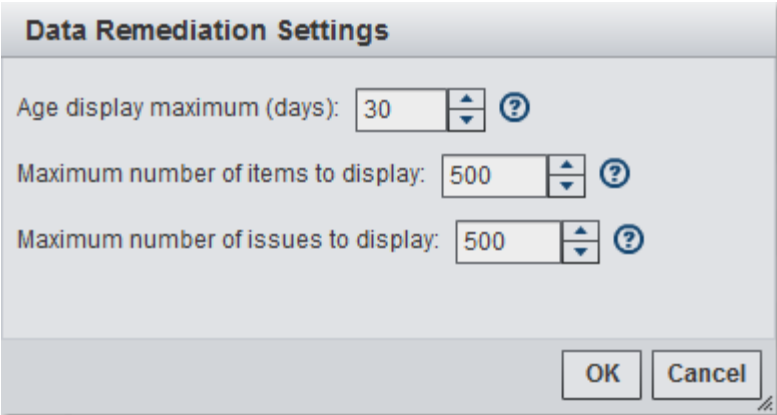 Data Remediation Settings
Age display maximum (days): 30
Maximum number of items to display: 500
Maximum number of issues to display: 500
OK Cancel